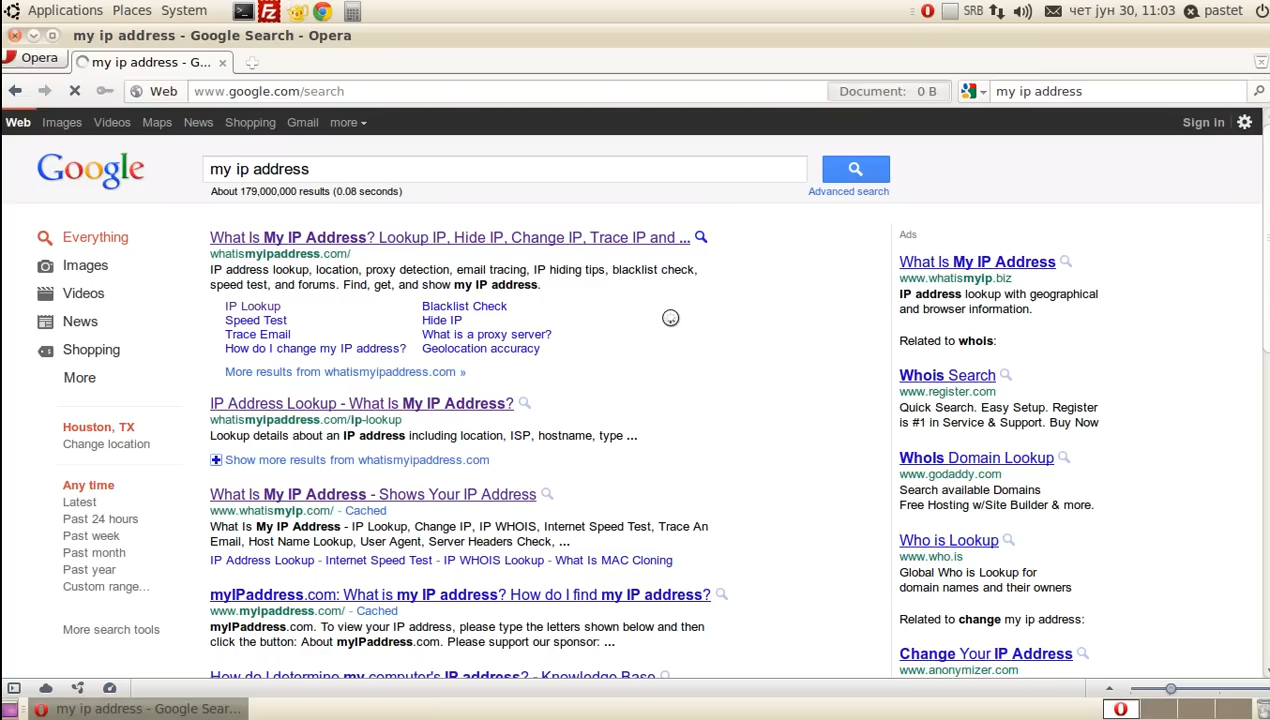 Applications Places System SRB чет јун 30, 11:03 pastet
my ip address - Google Search - Opera
Opera my ip address - G...
Web www.google.com/search Document: 0 B my ip address
Web Images Videos Maps News Shopping Gmail more Sign in
Google my ip address
About 179,000,000 results (0.08 seconds) Advanced search
Everything
Images
Videos
News
Shopping
More
Houston, TX
Change location
Any time
Latest
Past 24 hours
Past week
Past month
Past year
Custom range...
More search tools
What Is My IP Address? Lookup IP, Hide IP, Change IP, Trace IP and ...
whatismyipaddress.com/
IP address lookup, location, proxy detection, email tracing, IP hiding tips, blacklist check,
speed test, and forums. Find, get, and show my IP address.
IP Lookup Blacklist Check
Speed Test Hide IP
Trace Email What is a proxy server?
How do I change my IP address? Geolocation accuracy
More results from whatismyipaddress.com »
IP Address Lookup - What Is My IP Address?
whatismyipaddress.com/ip-lookup
Lookup details about an IP address including location, ISP, hostname, type ...
Show more results from whatismyipaddress.com
What Is My IP Address - Shows Your IP Address
www.whatismyip.com/ - Cached
What Is My IP Address - IP Lookup, Change IP, IP WHOIS, Internet Speed Test, Trace An
Email, Host Name Lookup, User Agent, Server Headers Check, ...
IP Address Lookup - Internet Speed Test - IP WHOIS Lookup - What Is MAC Cloning
myIPaddress.com: What is my IP address? How do I find my IP address?
www.myipaddress.com/ - Cached
myIPaddress.com. To view your IP address, please type the letters shown below and then
click the button: About myIPaddress.com. Please support our sponsor: ...
How do I determine my computer's IP address? - Knowledge Base
Ads
What Is My IP Address
www.whatismyip.biz
IP address lookup with geographical
and browser information.
Related to whois:
Whois Search
www.register.com
Quick Search. Easy Setup. Register
is #1 in Service & Support. Buy Now
WhoIs Domain Lookup
www.godaddy.com
Search available Domains
Free Hosting w/Site Builder & more.
Who is Lookup
www.who.is
Global Who is Lookup for
domain names and their owners
Related to change my ip address:
Change Your IP Address
www.anonymizer.com
my ip address - Google Sear...